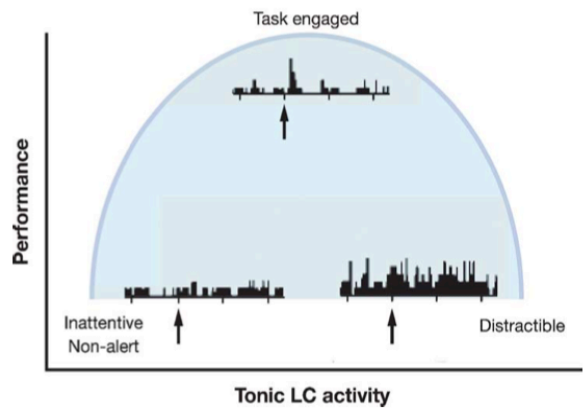 Task engaged
Performance
Inattentive
Non-alert
Distractible
Tonic LC activity